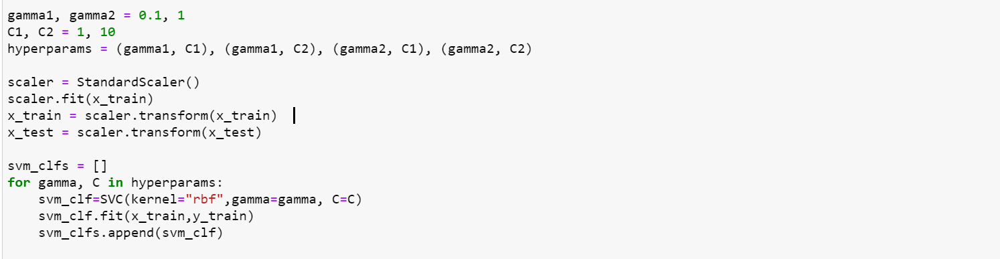 gamma1, gamma2 = 0.1, 1
C1, C2 = 1, 10
hyperparams = (gamma1, C1), (gamma1, C2), (gamma2, C1), (gamma2, C2)
scaler = StandardScaler()
scaler.fit(x_train)
x_train = scaler.transform(x_train)
x_test = scaler.transform(x_test)
svm_clfs = []
for gamma, C in hyperparams:
    svm_clf=SVC(kernel="rbf",gamma=gamma, C=C)
    svm_clf.fit(x_train,y_train)
    svm_clfs.append(svm_clf)